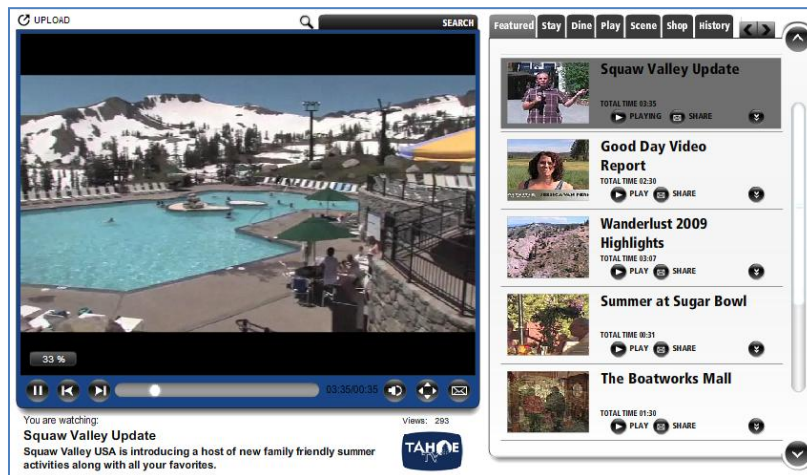 UPLOAD
SEARCH
33 %
03:35/00:35
You are watching:
Views: 293
Squaw Valley Update
Squaw Valley USA is introducing a host of new family friendly summer
activities along with all your favorites.
TAHOE
TV
Featured Stay Dine Play Scene Shop History
Squaw Valley Update
TOTAL TIME 03:35
PLAYING SHARE
Good Day Video
Report
TOTAL TIME 02:30
PLAY SHARE
Wanderlust 2009
Highlights
TOTAL TIME 03:07
PLAY SHARE
Summer at Sugar Bowl
TOTAL TIME 00:31
PLAY SHARE
The Boatworks Mall
TOTAL TIME 01:30
PLAY SHARE